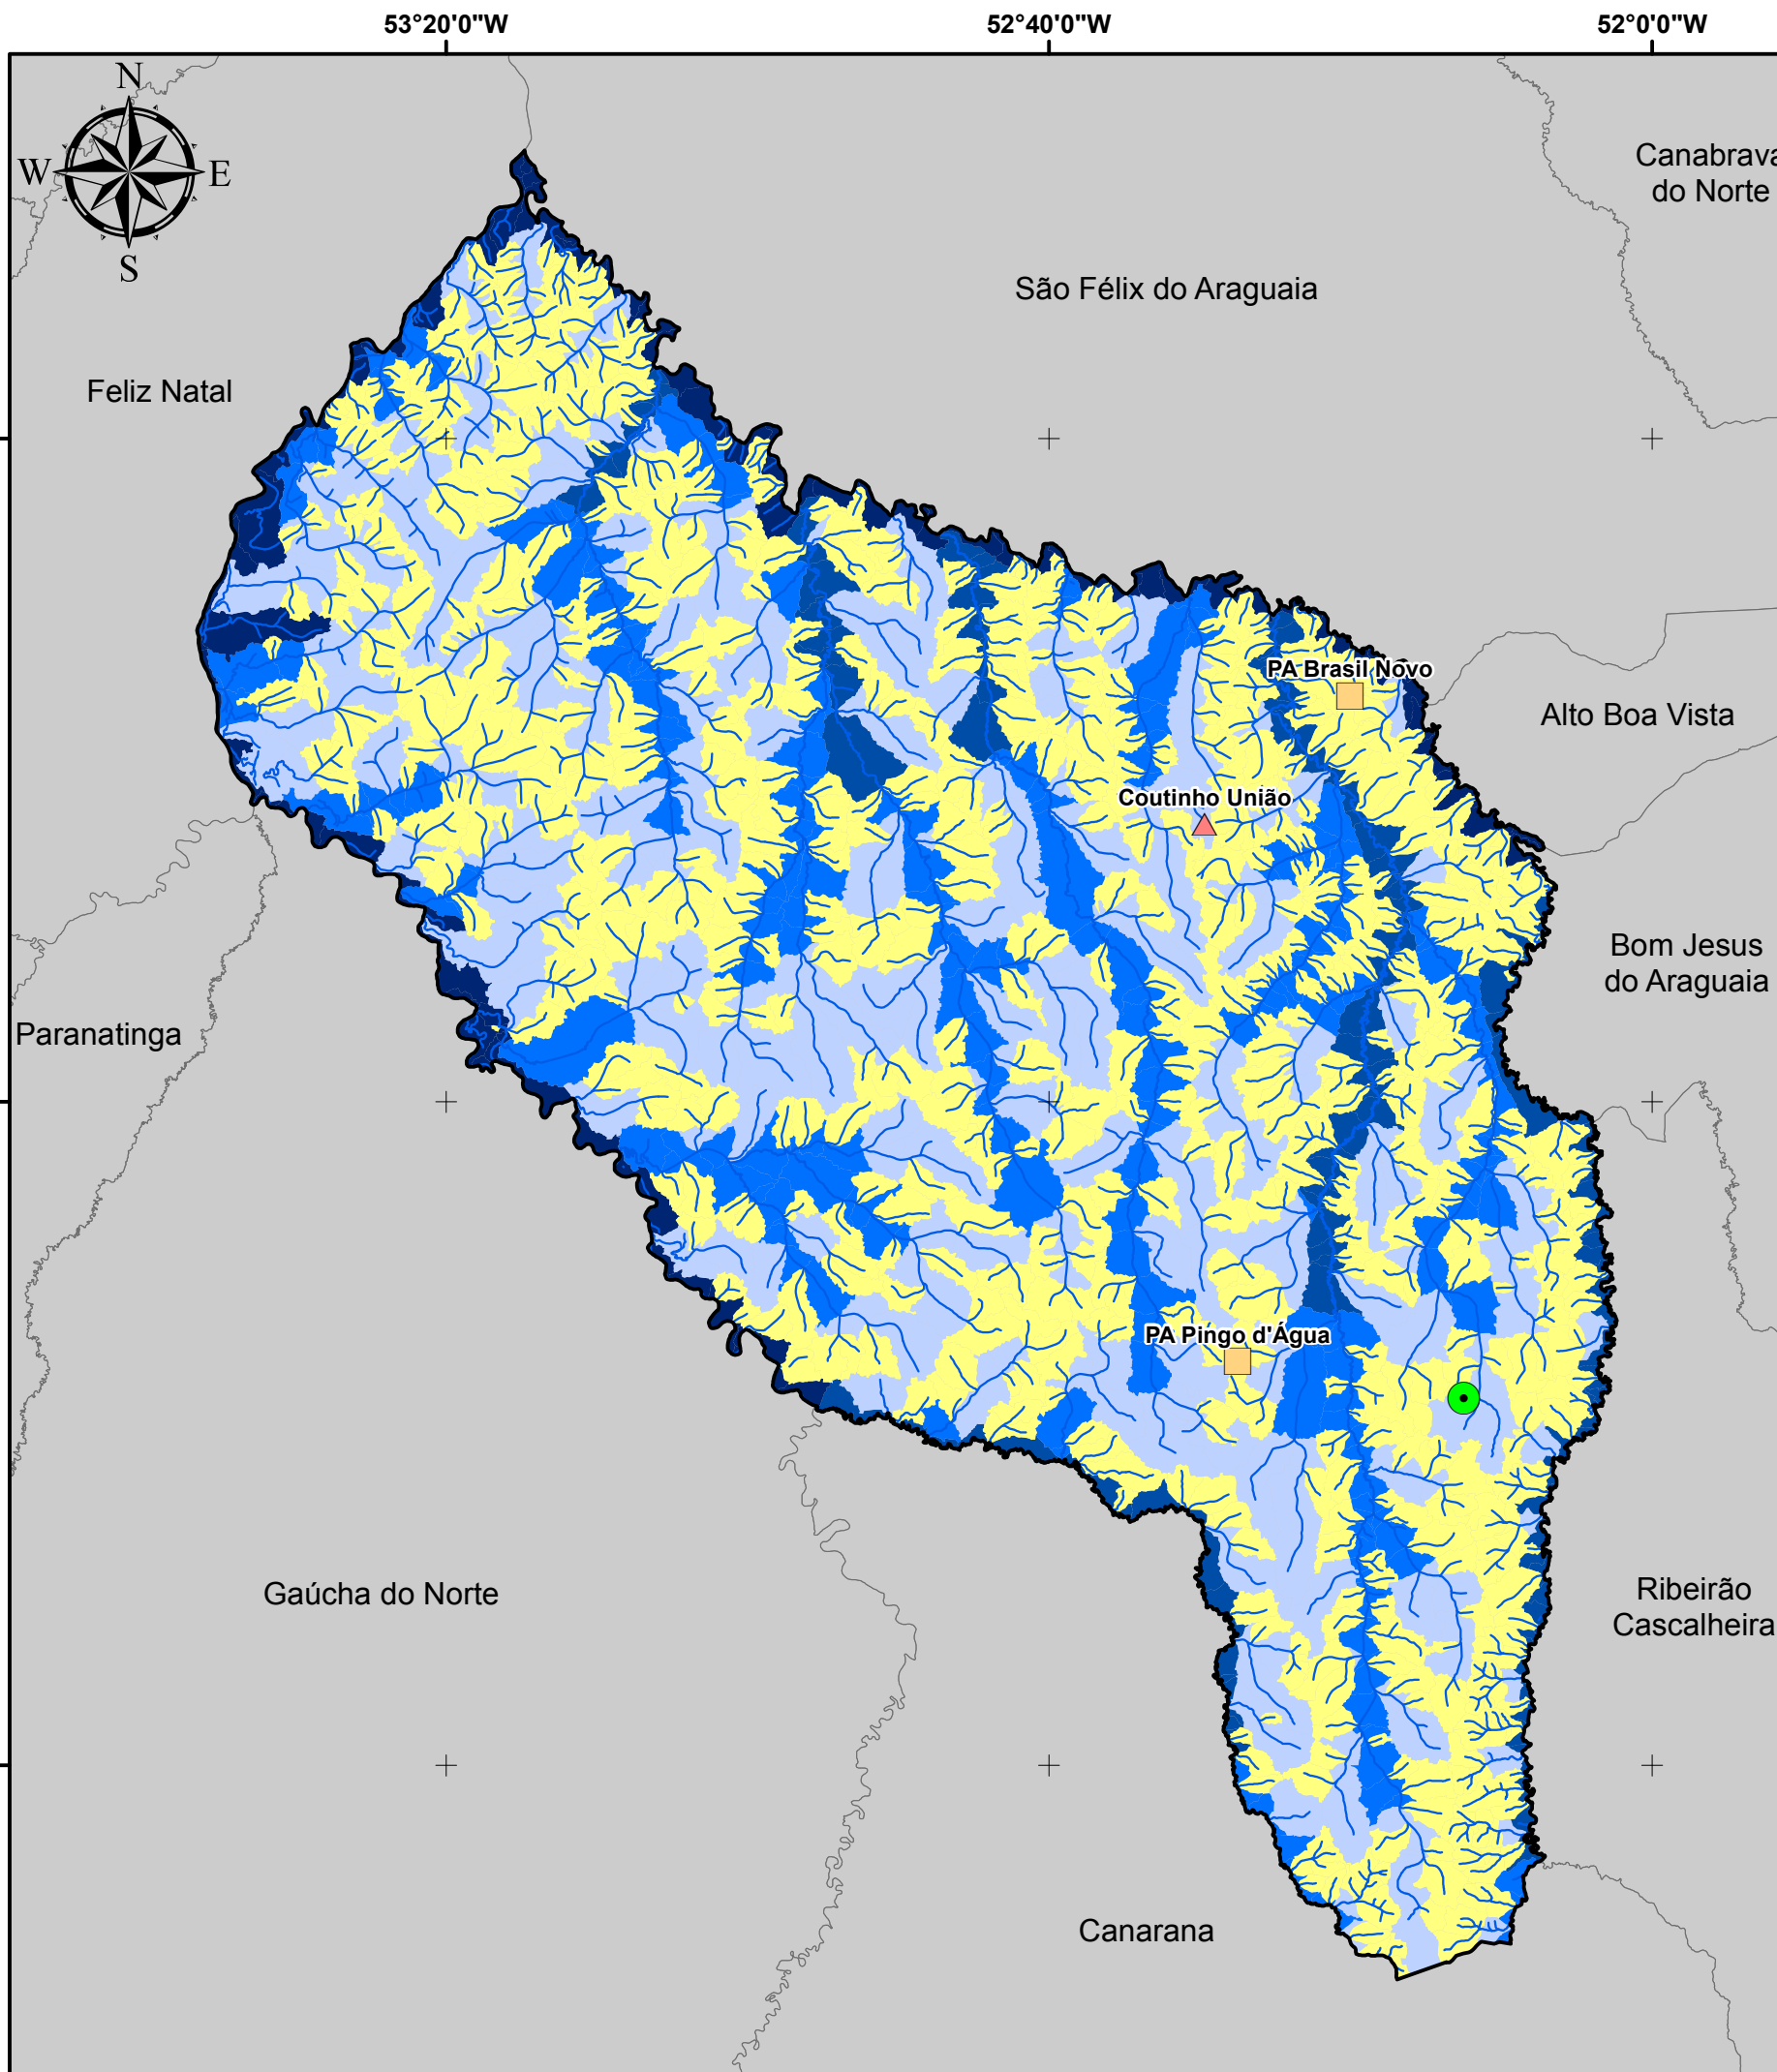 53°20'0"W
52°40'0"W
52°0'0"W
N
W
E
S
Canabrava
do Norte
São Félix do Araguaia
Feliz Natal
PA Brasil Novo
Alto Boa Vista
Coutinho União
Bom Jesus
do Araguaia
Paranatinga
PA Pingo d'Água
Gaúcha do Norte
Ribeirão
Cascalheira
Canarana